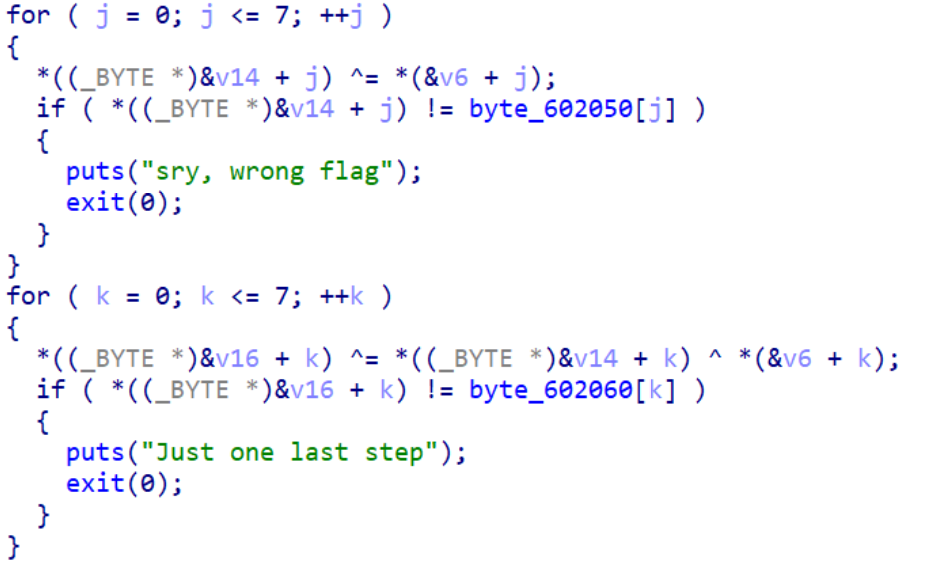 for ( j = 0; j <= 7; ++j )
{
  *((_BYTE *)&v14 + j) ^= *(&v6 + j);
  if ( *((_BYTE *)&v14 + j) != byte_602050[j] )
  {
    puts("sry, wrong flag");
    exit(0);
  }
}
for ( k = 0; k <= 7; ++k )
{
  *((_BYTE *)&v16 + k) ^= *((_BYTE *)&v14 + k) ^ *(&v6 + k);
  if ( *((_BYTE *)&v16 + k) != byte_602060[k] )
  {
    puts("Just one last step");
    exit(0);
  }
}